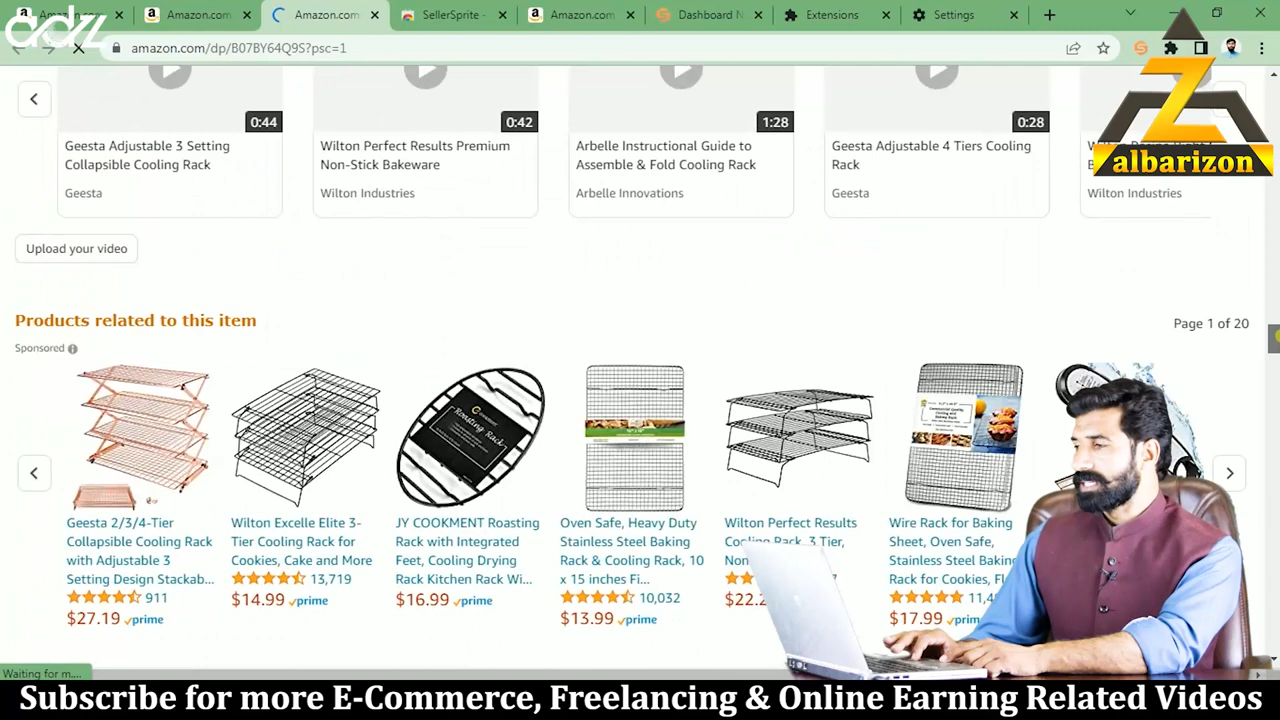 adz
Amazon.com
Amazon.com
Amazon.com
SellerSprite -
Amazon.com
Dashboard N
Extensions
Settings
amazon.com/dp/B07BY64Q9S?psc=1
albarizon
0:44
0:42
1:28
0:28
Geesta Adjustable 3 Setting
Collapsible Cooling Rack
Geesta
Wilton Perfect Results Premium
Non-Stick Bakeware
Wilton Industries
Arbelle Instructional Guide to
Assemble & Fold Cooling Rack
Arbelle Innovations
Geesta Adjustable 4 Tiers Cooling
Rack
Geesta
Wilton Industries
Upload your video
Products related to this item
Page 1 of 20
Sponsored
Roasting Rack
Geesta 2/3/4-Tier
Collapsible Cooling Rack
with Adjustable 3
Setting Design Stackab...
911
$27.19 prime
Wilton Excelle Elite 3-
Tier Cooling Rack for
Cookies, Cake and More
13,719
$14.99 prime
JY COOKMENT Roasting
Rack with Integrated
Feet, Cooling Drying
Rack Kitchen Rack Wi...
$16.99 prime
Oven Safe, Heavy Duty
Stainless Steel Baking
Rack & Cooling Rack, 10
x 15 inches Fi...
10,032
$13.99 prime
Wilton Perfect Results
Cooling Rack, 3 Tier,
$22.2
Wire Rack for Baking
Sheet, Oven Safe,
Stainless Steel Baking
Rack for Cookies,
$17.99
Waiting for m....
Subscribe for more E-Commerce, Freelancing & Online Earning Related Videos